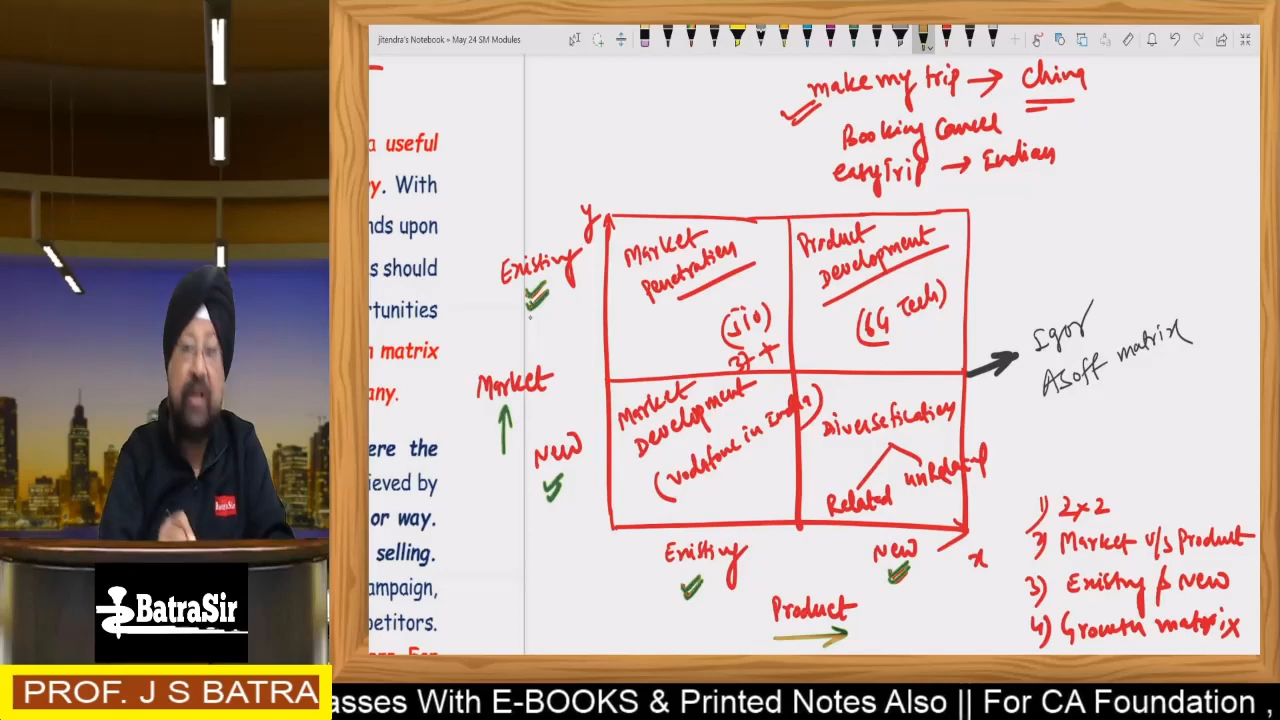 jitendra's Notebook » May 24 SM Modules
a useful
y. With
nds upon
s should
rtunities
n matrix
any.
ere the
ieved by
or way.
selling.
ampaign,
petitors.
make my trip → China
Booking Cancel
easyTrip → Indian
y
Existing
Market
New
Market
Penetration
(Jio)
Product
Development
(6G Tech)
Market
Development
(Vodafone in India)
Diversification
Related
unRelated
Existing
New
x
Product
Igor
ASoff matrix
1) 2x2
Market v/s Product
3) Existing & New
4) Growth matrix
BatraSir
BatraSir
PROF. J S BATRA
asses With E-BOOKS & Printed Notes Also || For CA Foundation ,